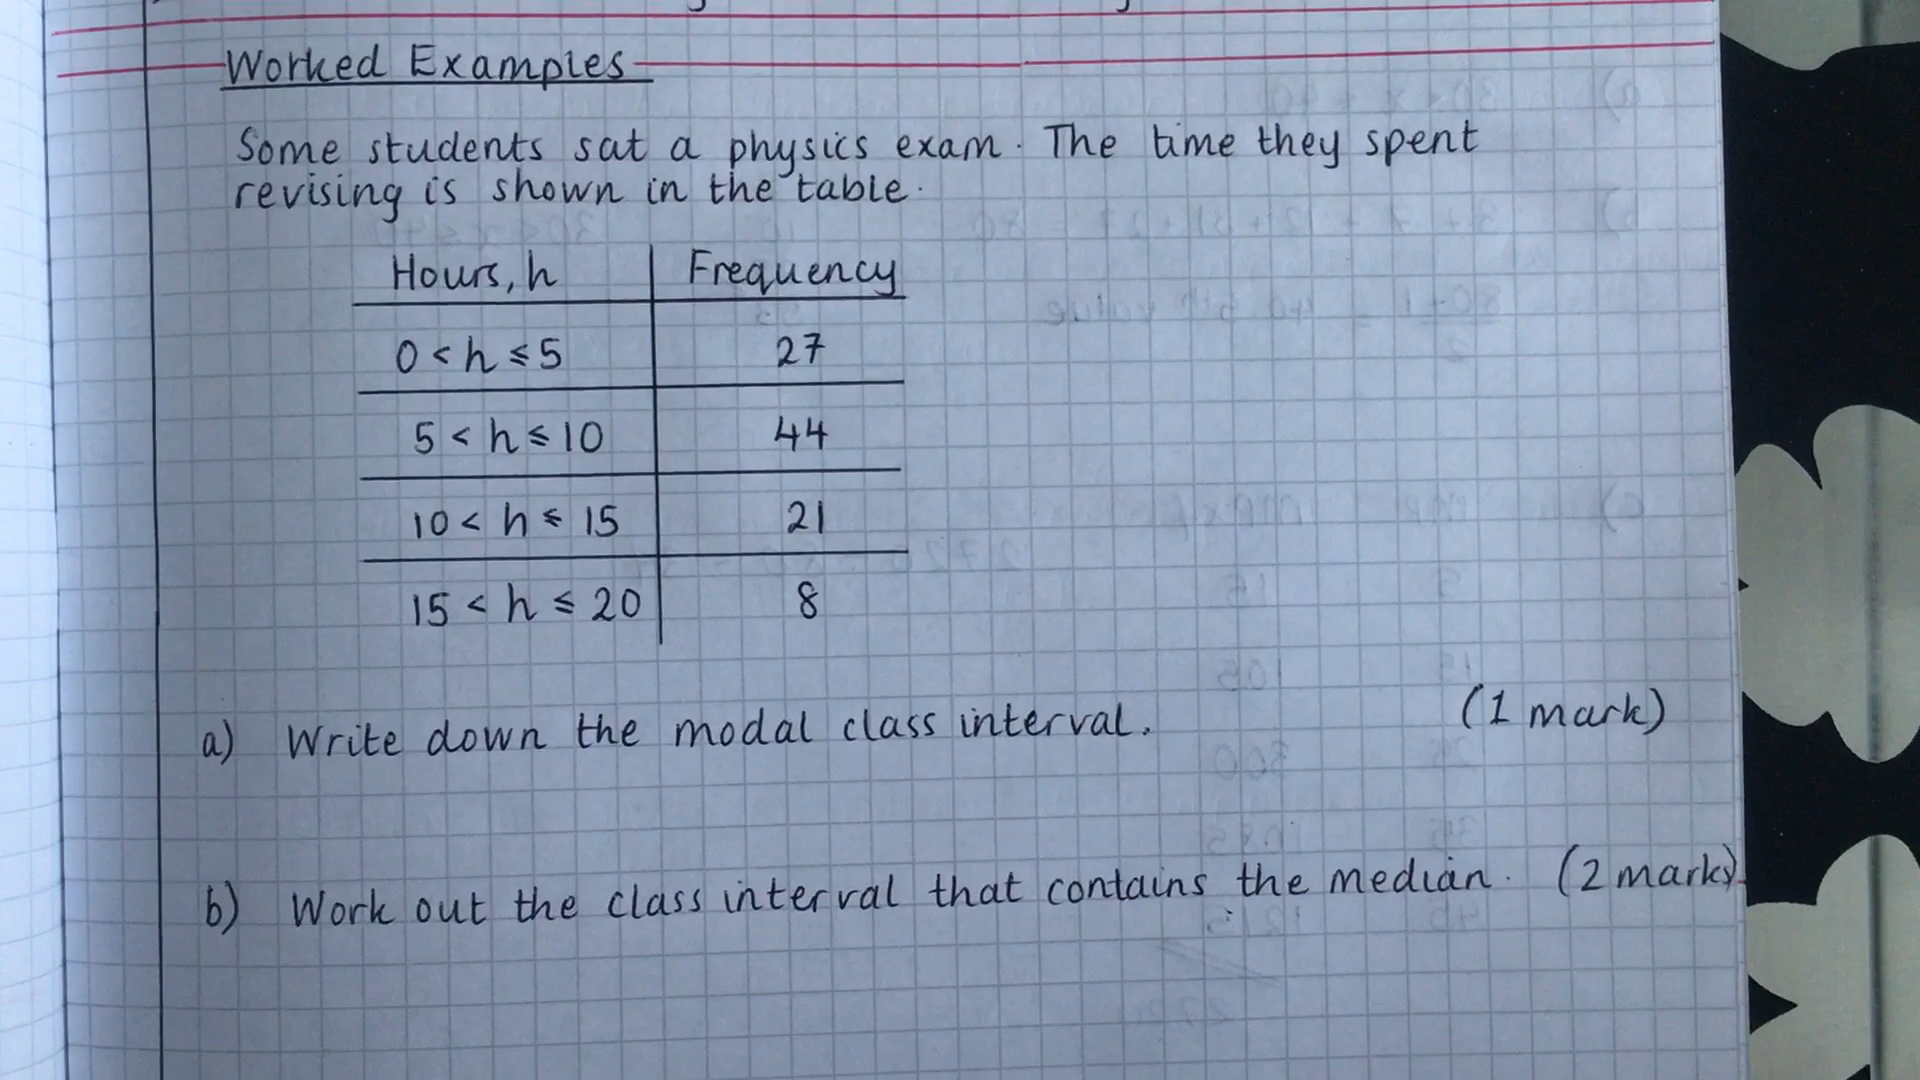 Worked Examples
Some students sat a physics exam. The time they spent
revising is shown in the table.
Hours, h Frequency
0 < h ≤ 5 27
5 < h ≤ 10 44
10 < h ≤ 15 21
15 < h ≤ 20 8
a) Write down the modal class interval. (1 mark)
b) Work out the class interval that contains the median. (2 marks)